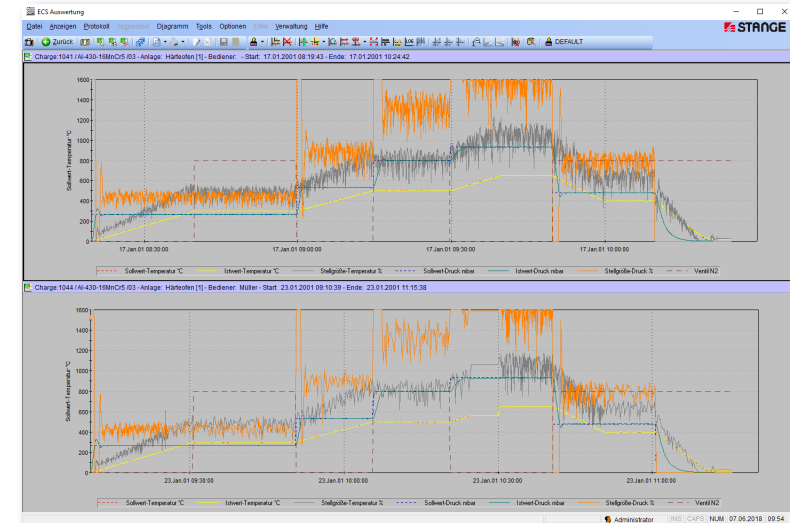 ECS Auswertung
Datei Anzeigen Protokoll Tagesdatei Diagramm Tools Optionen Filter Verwaltung Hilfe
STANGE
Zurück DEFAULT
Charge:1041 / Al-430-16MnCr5 /03 - Anlage: Härteofen [1] - Bediener: - Start: 17.01.2001 08:19:43 - Ende: 17.01.2001 10:24:42
Sollwert-Temperatur °C
1600
1400
1200
1000
800
600
400
200
0
17.Jan.01 08:30:00 17.Jan.01 09:00:00 17.Jan.01 09:30:00 17.Jan.01 10:00:00
Sollwert-Temperatur °C Istwert-Temperatur °C Stellgröße-Temperatur % Sollwert-Druck mbar Istwert-Druck mbar Stellgröße-Druck % Ventil N2
Charge:1044 / Al-430-16MnCr5 /03 - Anlage: Härteofen [1] - Bediener: Müller - Start: 23.01.2001 09:10:39 - Ende: 23.01.2001 11:15:38
Sollwert-Temperatur °C
1600
1400
1200
1000
800
600
400
200
0
23.Jan.01 09:30:00 23.Jan.01 10:00:00 23.Jan.01 10:30:00 23.Jan.01 11:00:00
Sollwert-Temperatur °C Istwert-Temperatur °C Stellgröße-Temperatur % Sollwert-Druck mbar Istwert-Druck mbar Stellgröße-Druck % Ventil N2
Administrator INS CAPS NUM 07.06.2018 09:54